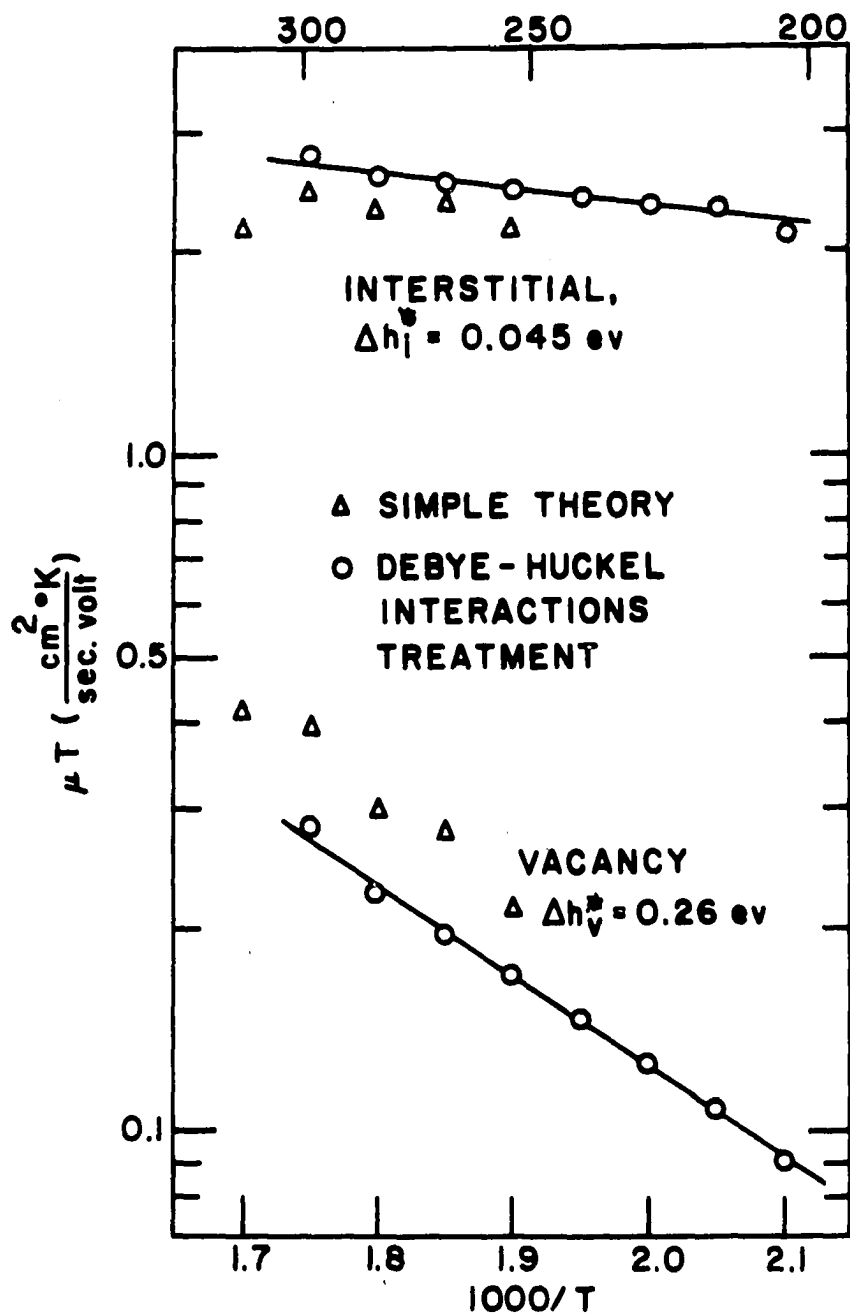 300 250 200
INTERSTITIAL,
Δh*i = 0.045 ev
1.0
Δ SIMPLE THEORY
O DEBYE-HUCKEL
INTERACTIONS
TREATMENT
0.5
μT (cm² °K / sec. volt)
VACANCY
Δh*v = 0.26 ev
0.1
1.7 1.8 1.9 2.0 2.1
1000/T